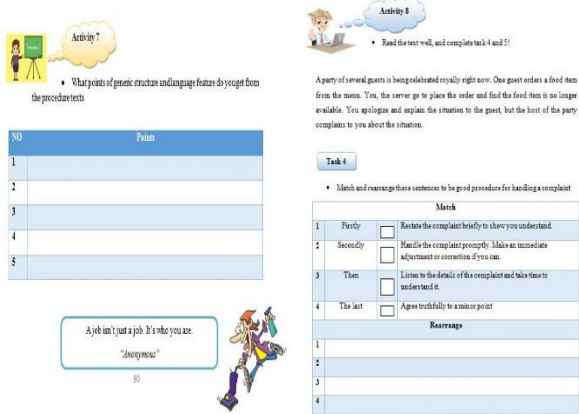 Activity 7
• What points of generic structure and language feature do you get from
the procedure texts
NO Points
1
2
3
4
5
A job isn't just a job. It's who you are.
"Anonymous"
90
Activity 8
• Read the text well, and complete task 4 and 5!
A party of several guests is being celebrated royally right now. One guest orders a food item
from the menu. You, the server go to place the order and find the food item is no longer
available. You apologize and explain the situation to the guest, but the host of the party
complains to you about the situation.
Task 4
• Match and rearrange these sentences to be good procedure for handling a complaint
Match
1 Firstly Restate the complaint briefly to show you understand.
2 Secondly Handle the complaint promptly. Make an immediate
adjustment or correction if you can.
3 Then Listen to the details of the complaint and take time to
understand it.
4 The last Agree truthfully to a minor point
Rearrange
1
2
3
4